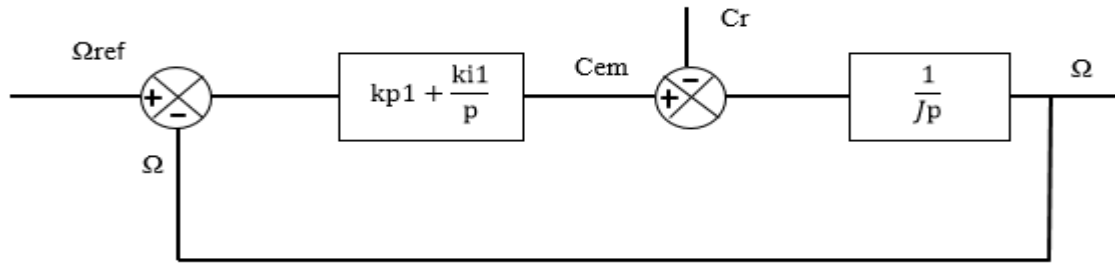 Cr
Ωref
Cem
Ω
+
−
kp1 + ki1/p
+
−
1/Jp
Ω